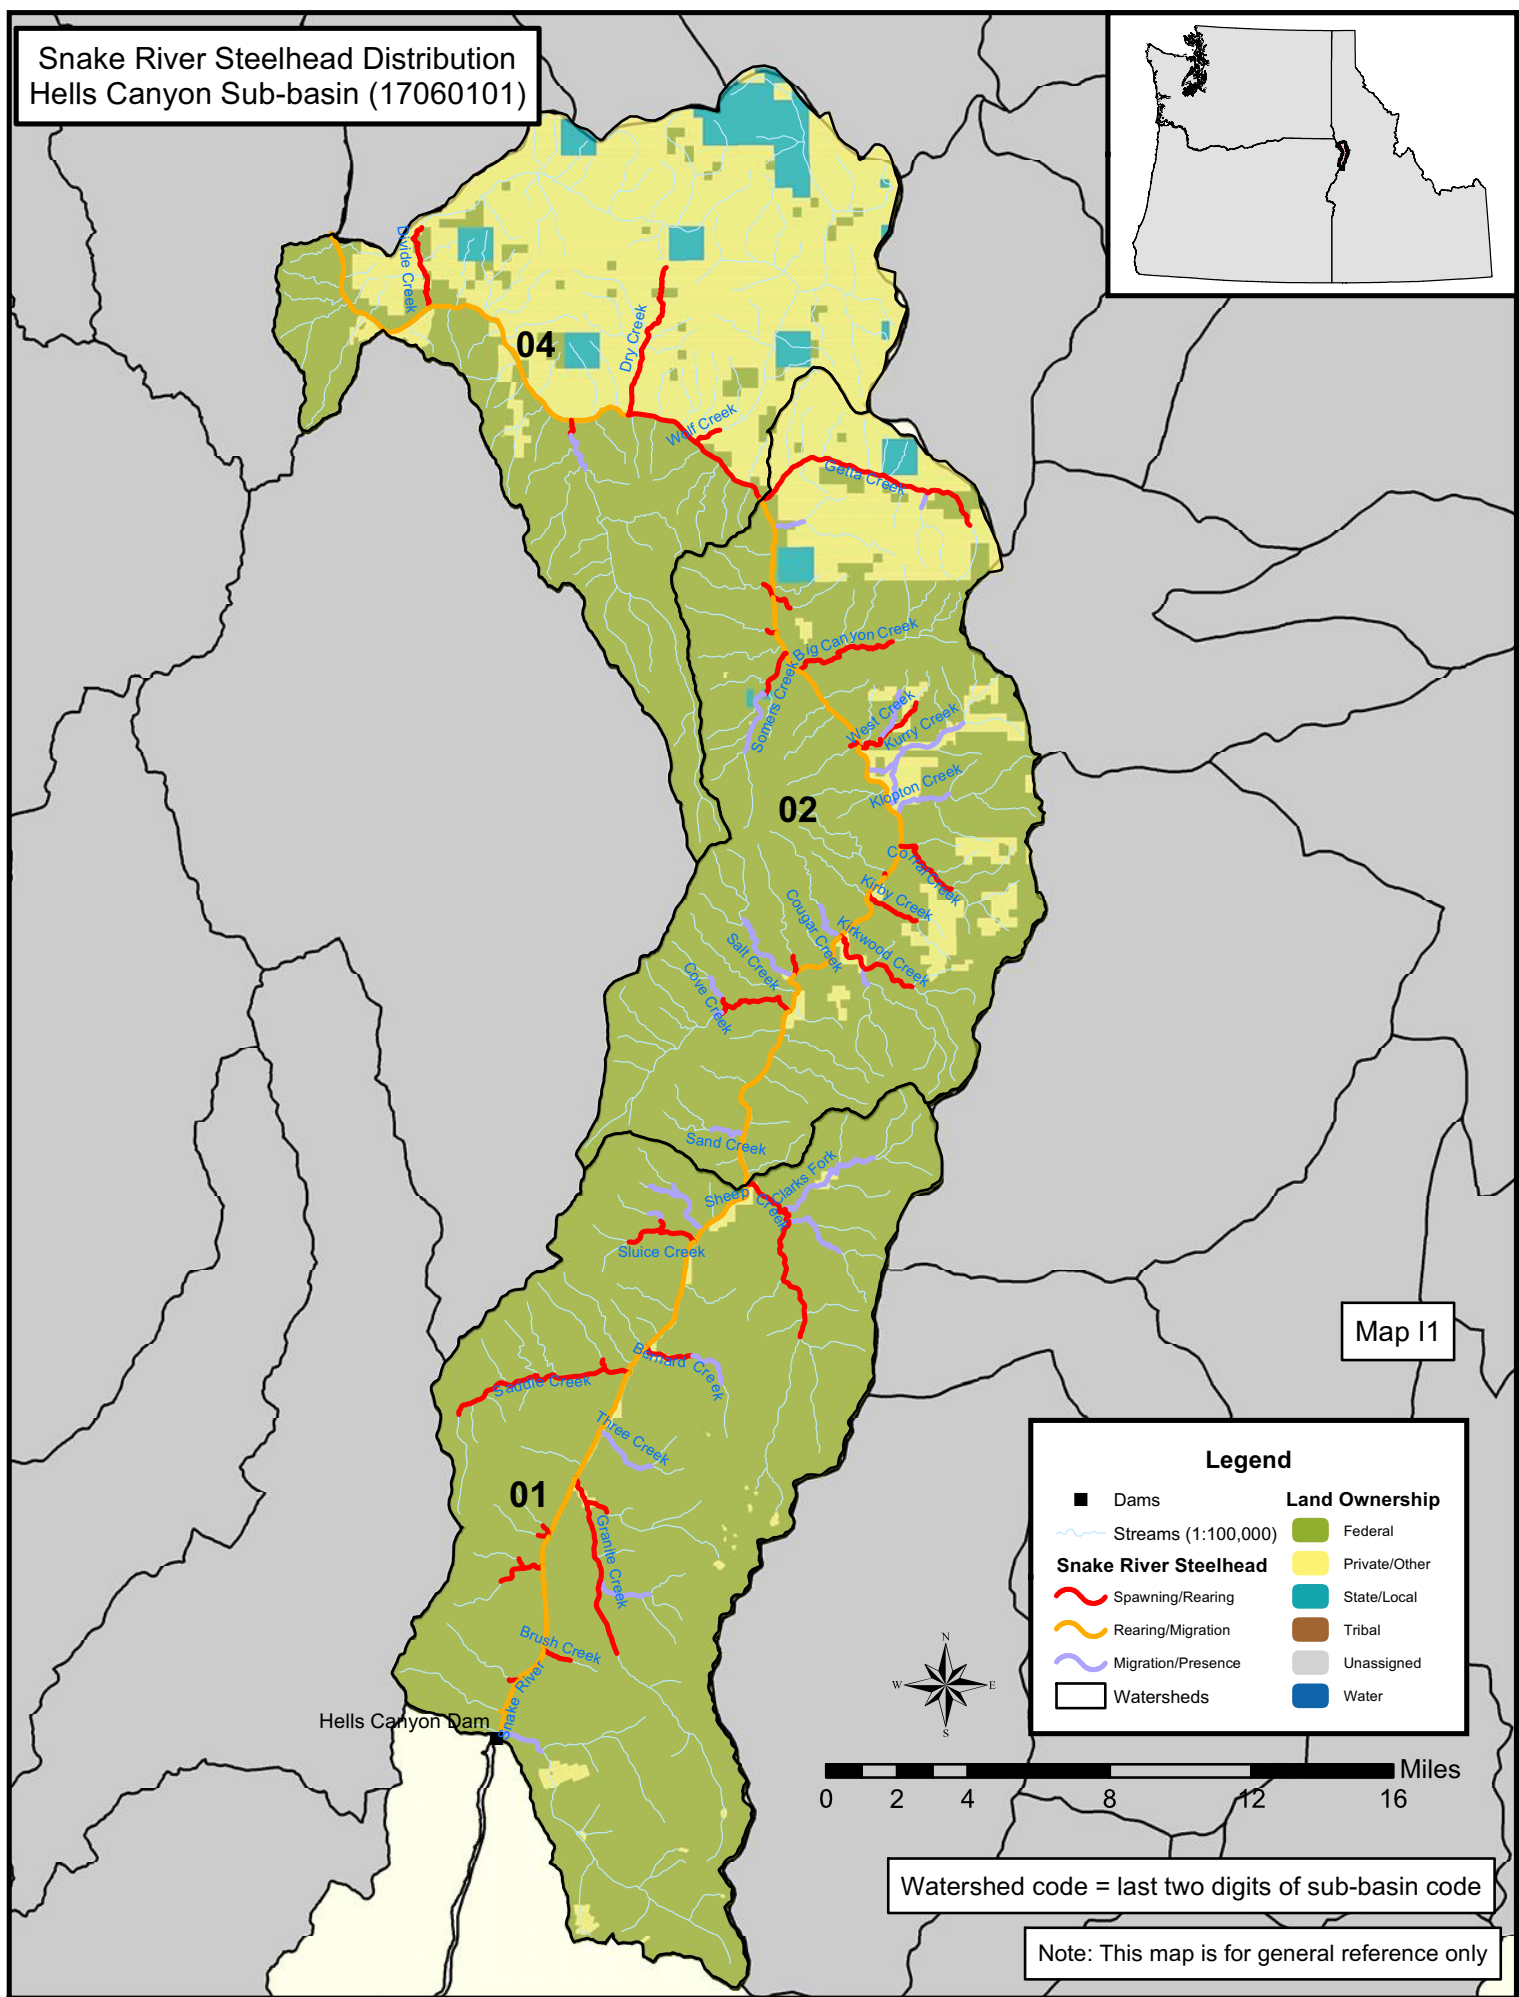 Snake River Steelhead Distribution
Hells Canyon Sub-basin (17060101)
Divide Creek
04
Dry Creek
Wolf Creek
Getta Creek
Big Canyon Creek
Somers Creek
West Creek
Kurry Creek
Klopton Creek
02
Corral Creek
Kirby Creek
Cougar Creek
Kirkwood Creek
Salt Creek
Cove Creek
Sand Creek
Clarks Fork
Sheep Creek
Sluice Creek
Bernard Creek
Saddle Creek
Three Creek
01
Granite Creek
Brush Creek
Snake River
Hells Canyon Dam
Map I1
Legend
Dams
Streams (1:100,000)
Snake River Steelhead
Spawning/Rearing
Rearing/Migration
Migration/Presence
Watersheds
Land Ownership
Federal
Private/Other
State/Local
Tribal
Unassigned
Water
N
W E
S
Miles
0 2 4 8 12 16
Watershed code = last two digits of sub-basin code
Note: This map is for general reference only